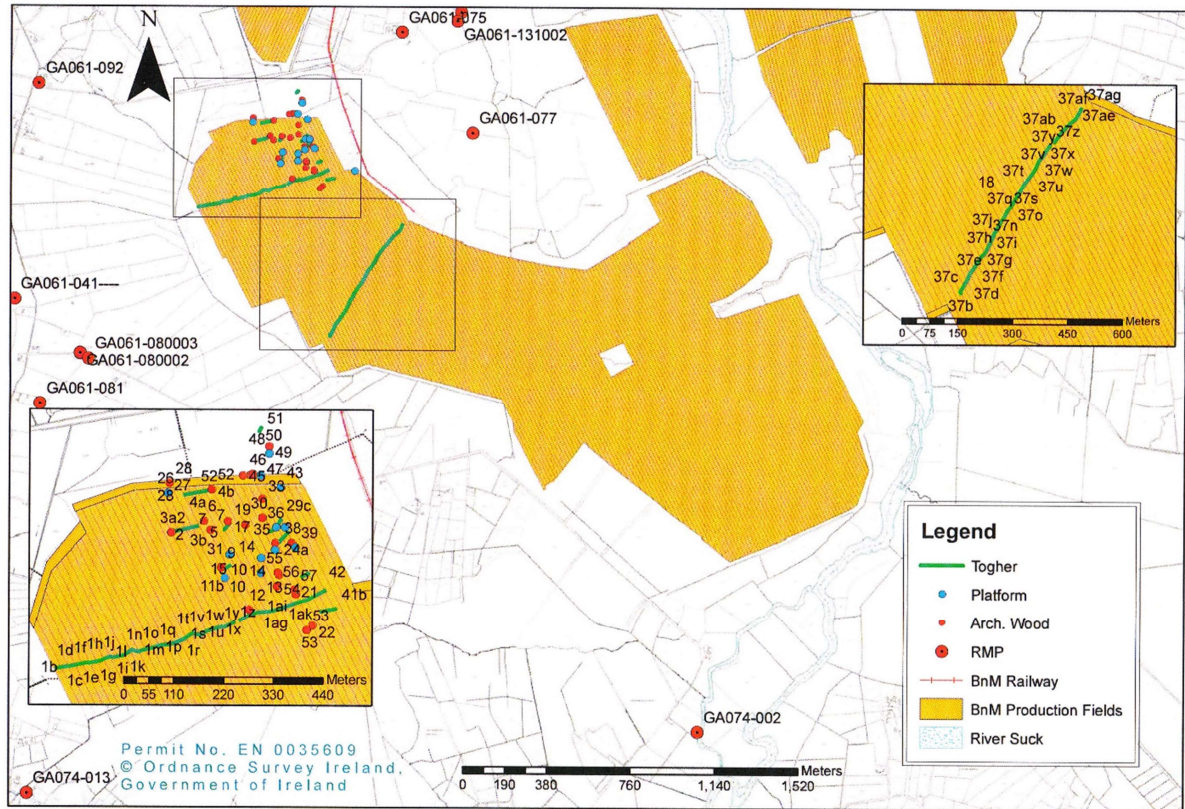 GA061-075
GA061-131002
GA061-092
N
GA061-077
GA061-041----
GA061-080003
GA061-080002
GA061-081
GA074-002
GA074-013
37af 37ag
37ae
37ab
37y 37z
37v 37x
37t 37w
18 37u
37q 37s
37o
37j 37n
37h 37i
37e 37g
37c 37f
37d
37b
0 75 150 300 450 600 Meters
51
48 50
49
46 47 43
28
26 27 52 52 33
28 4b
4a
6 19 30 29c
3a2 7 7 36
2 5 17 35 38 39
3b
31 9 14 24a
55
15 10 14 56 57 42
11b 10 13 54 21 41b
12
1t 1v 1w 1y 1z 1ai 1ak 53
1n 1o 1q 1s 1u 1x 1ag 22
1d 1f 1h 1j 1l 1m 1p 1r 53
1b
1c 1e 1g 1i 1k
0 55 110 220 330 440 Meters
Permit No. EN 0035609
© Ordnance Survey Ireland,
Government of Ireland
0 190 380 760 1,140 1,520 Meters
Legend
Togher
Platform
Arch. Wood
RMP
BnM Railway
BnM Production Fields
River Suck